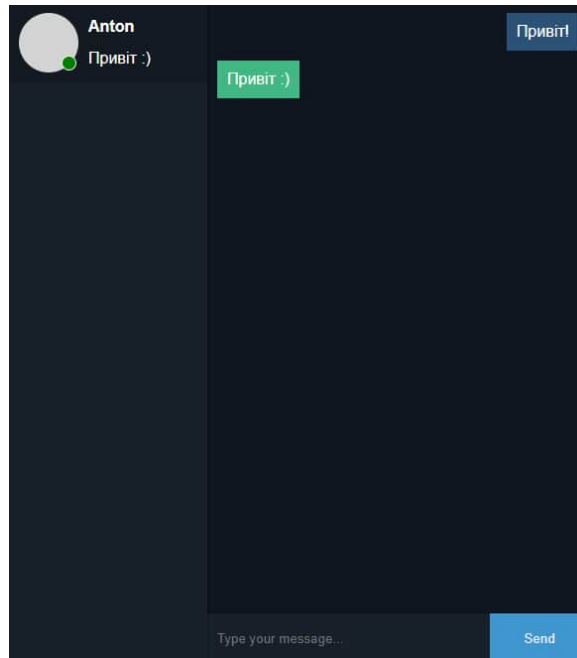 Anton
Привіт :)
Привіт!
Привіт :)
Type your message...
Send